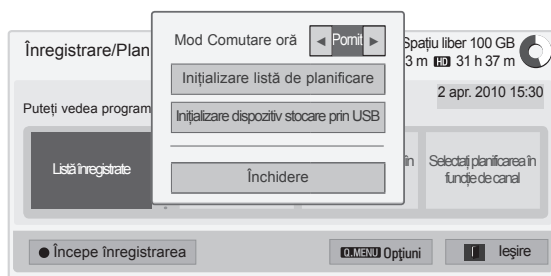 Înregistrare/Plan
Spațiu liber 100 GB
3 m HD 31 h 37 m
2 apr. 2010 15:30
Puteți vedea program
Mod Comutare oră ◄ Pornit ►
Inițializare listă de planificare
Inițializare dispozitiv stocare prin USB
Închidere
Listă înregistrate
în
Selectați planificarea în
funcție de canal
● Începe înregistrarea
Q.MENU Opțiuni
Ieșire